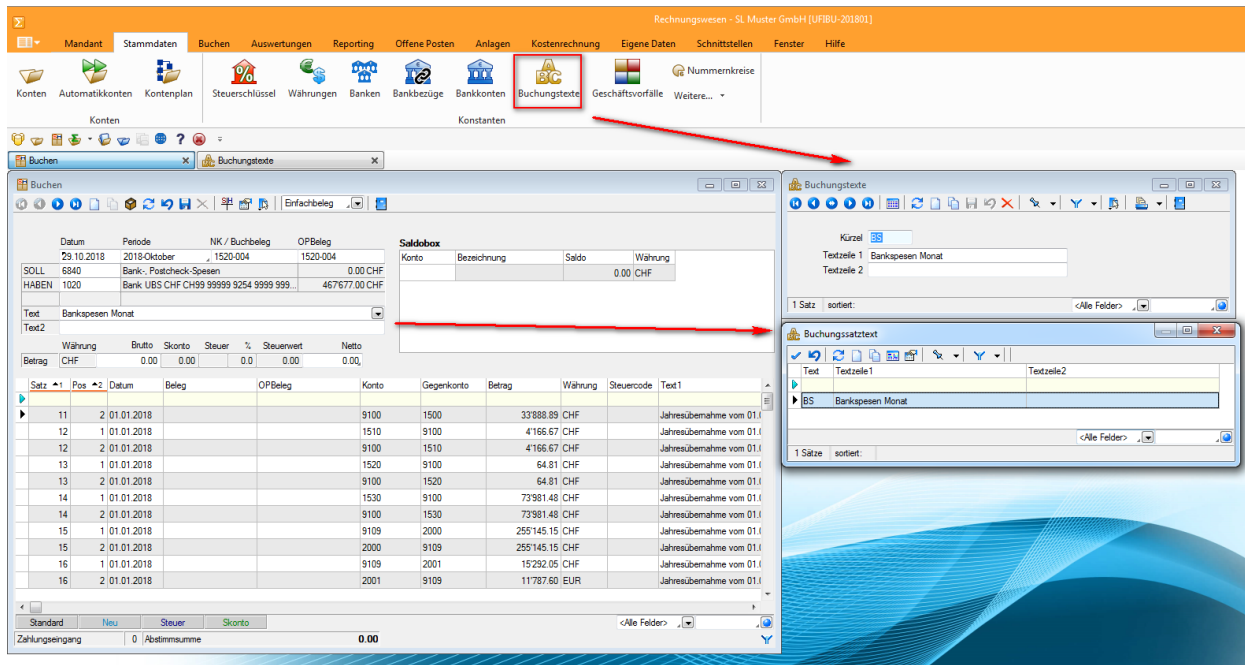 Rechnungswesen - SL Muster GmbH [UFIBU-201801]
Mandant Stammdaten Buchen Auswertungen Reporting Offene Posten Anlagen Kostenrechnung Eigene Daten Schnittstellen Fenster Hilfe
Konten Automatikkonten Kontenplan Steuerschlüssel Währungen Banken Bankbezüge Bankkonten Buchungstexte Geschäftsvorfälle Nummernkreise
Weitere...
Konten Konstanten
Buchen Buchungstexte
Buchen
Einfachbeleg
Datum Periode NK / Buchbeleg OPBeleg
29.10.2018 2018-Oktober 1520-004 1520-004
SOLL 6840 Bank-, Postcheck-Spesen 0.00 CHF
HABEN 1020 Bank UBS CHF CH99 99999 9254 9999 999... 467'677.00 CHF
Text Bankspesen Monat
Text2
Währung Brutto Skonto Steuer % Steuerwert Netto
Betrag CHF 0.00 0.00 0.0 0.00 0.00
Saldobox
Konto Bezeichnung Saldo Währung
0.00 CHF
Satz 1 Pos 2 Datum Beleg OPBeleg Konto Gegenkonto Betrag Währung Steuercode Text1
11 2 01.01.2018 9100 1500 33'888.89 CHF Jahresübernahme vom 01.0
12 1 01.01.2018 1510 9100 4'166.67 CHF Jahresübernahme vom 01.0
12 2 01.01.2018 9100 1510 4'166.67 CHF Jahresübernahme vom 01.0
13 1 01.01.2018 1520 9100 64.81 CHF Jahresübernahme vom 01.0
13 2 01.01.2018 9100 1520 64.81 CHF Jahresübernahme vom 01.0
14 1 01.01.2018 1530 9100 73'981.48 CHF Jahresübernahme vom 01.0
14 2 01.01.2018 9100 1530 73'981.48 CHF Jahresübernahme vom 01.0
15 1 01.01.2018 9109 2000 255'145.15 CHF Jahresübernahme vom 01.0
15 2 01.01.2018 2000 9109 255'145.15 CHF Jahresübernahme vom 01.0
16 1 01.01.2018 9109 2001 15'292.05 CHF Jahresübernahme vom 01.0
16 2 01.01.2018 2001 9109 11'787.60 EUR Jahresübernahme vom 01.0
Standard Neu Steuer Skonto <Alle Felder>
Zahlungseingang 0 Abstimmsumme 0.00
Buchungstexte
Kürzel BS
Textzeile 1 Bankspesen Monat
Textzeile 2
1 Satz sortiert: <Alle Felder>
Buchungssatztext
Text Textzeile1 Textzeile2
BS Bankspesen Monat
<Alle Felder>
1 Sätze sortiert: